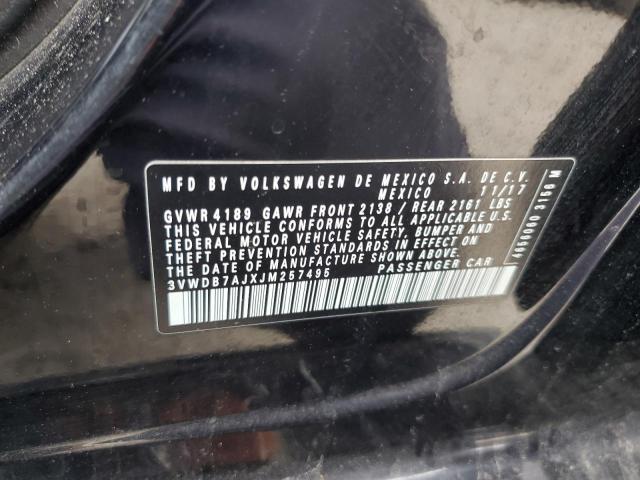 MFD BY VOLKSWAGEN DE MEXICO S.A. DE C.V.
MEXICO 11/17
GVWR 4189 GAWR FRONT 2138 / REAR 2161 LBS
THIS VEHICLE CONFORMS TO ALL APPLICABLE U.S.
FEDERAL MOTOR VEHICLE SAFETY, BUMPER AND
THEFT PREVENTION STANDARDS IN EFFECT ON
THE DATE OF MANUFACTURE SHOWN ABOVE.
3VWDB7AJXJM257495 PASSENGER CAR
3156 M